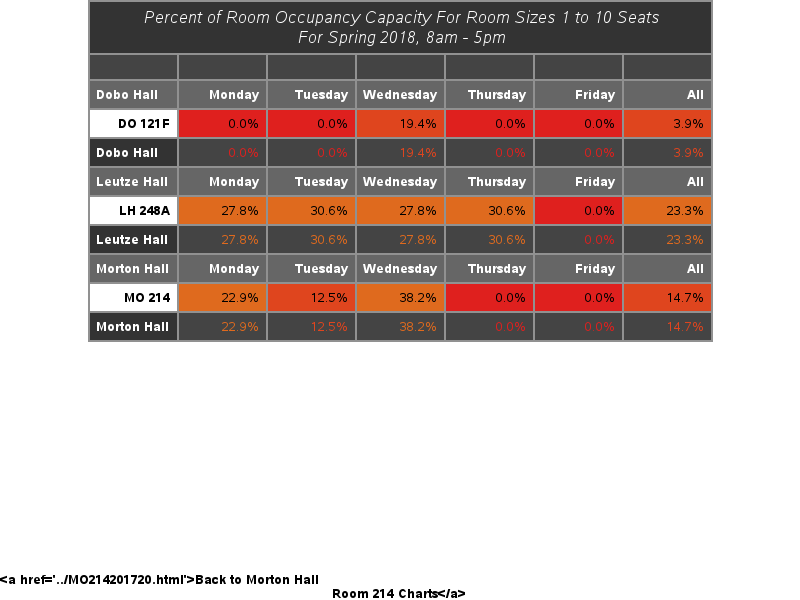 Percent of Room Occupancy Capacity For Room Sizes 1 to 10 Seats
For Spring 2018, 8am - 5pm
Dobo Hall Monday Tuesday Wednesday Thursday Friday All
DO 121F 0.0% 0.0% 19.4% 0.0% 0.0% 3.9%
Dobo Hall 0.0% 0.0% 19.4% 0.0% 0.0% 3.9%
Leutze Hall Monday Tuesday Wednesday Thursday Friday All
LH 248A 27.8% 30.6% 27.8% 30.6% 0.0% 23.3%
Leutze Hall 27.8% 30.6% 27.8% 30.6% 0.0% 23.3%
Morton Hall Monday Tuesday Wednesday Thursday Friday All
MO 214 22.9% 12.5% 38.2% 0.0% 0.0% 14.7%
Morton Hall 22.9% 12.5% 38.2% 0.0% 0.0% 14.7%
<a href='../MO214201720.html'>Back to Morton Hall
Room 214 Charts</a>